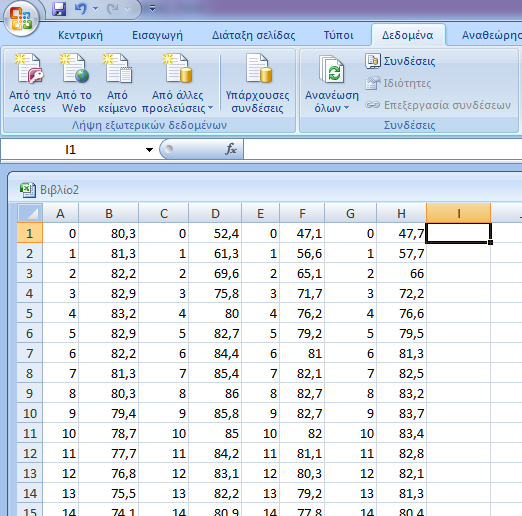 Κεντρική Εισαγωγή Διάταξη σελίδας Τύποι Δεδομένα Αναθεώρησ
Από την Access
Από το Web
Από κείμενο
Από άλλες προελεύσεις
Υπάρχουσες συνδέσεις
Λήψη εξωτερικών δεδομένων
Ανανέωση όλων
Συνδέσεις
Ιδιότητες
Επεξεργασία συνδέσεων
Συνδέσεις
I1 fx
Βιβλίο2
A B C D E F G H I
1 0 80,3 0 52,4 0 47,1 0 47,7
2 1 81,3 1 61,3 1 56,6 1 57,7
3 2 82,2 2 69,6 2 65,1 2 66
4 3 82,9 3 75,8 3 71,7 3 72,2
5 4 83,2 4 80 4 76,2 4 76,6
6 5 82,9 5 82,7 5 79,2 5 79,5
7 6 82,2 6 84,4 6 81 6 81,3
8 7 81,3 7 85,4 7 82,1 7 82,5
9 8 80,3 8 86 8 82,7 8 83,2
10 9 79,4 9 85,8 9 82,7 9 83,7
11 10 78,7 10 85 10 82 10 83,4
12 11 77,7 11 84,2 11 81,1 11 82,8
13 12 76,8 12 83,1 12 80,3 12 82,1
14 13 75,5 13 82,2 13 79,2 13 81,3
15 14 74,1 14 80,9 14 77,8 14 80,4